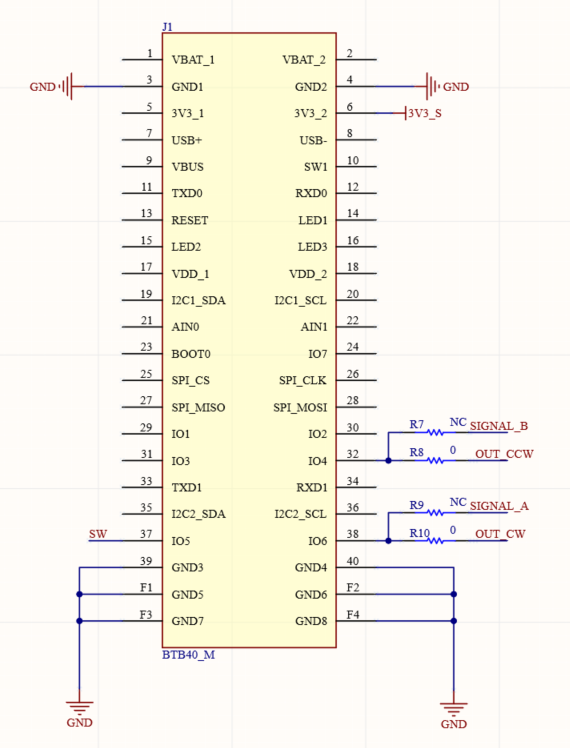 J1
1 VBAT_1 VBAT_2 2
GND 3 GND1 GND2 4 GND
5 3V3_1 3V3_2 6 3V3_S
7 USB+ USB- 8
9 VBUS SW1 10
11 TXD0 RXD0 12
13 RESET LED1 14
15 LED2 LED3 16
17 VDD_1 VDD_2 18
19 I2C1_SDA I2C1_SCL 20
21 AIN0 AIN1 22
23 BOOT0 IO7 24
25 SPI_CS SPI_CLK 26
27 SPI_MISO SPI_MOSI 28
29 IO1 IO2 30 R7 NC SIGNAL_B
31 IO3 IO4 32 R8 0 OUT_CCW
33 TXD1 RXD1 34
35 I2C2_SDA I2C2_SCL 36 R9 NC SIGNAL_A
SW 37 IO5 IO6 38 R10 0 OUT_CW
39 GND3 GND4 40
F1 GND5 GND6 F2
F3 GND7 GND8 F4
BTB40_M
GND GND